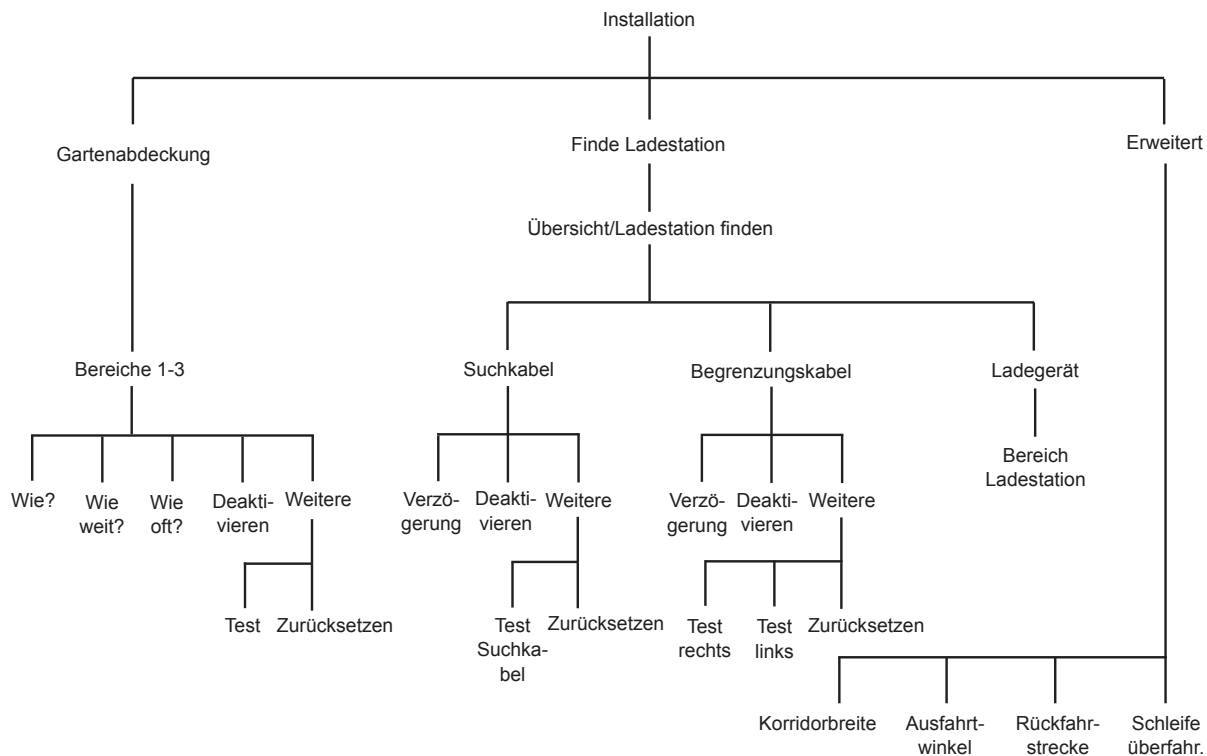 Installation
Gartenabdeckung
Finde Ladestation
Erweitert
Übersicht/Ladestation finden
Bereiche 1-3
Suchkabel
Begrenzungskabel
Ladegerät
Bereich
Ladestation
Wie?
Wie
weit?
Wie
oft?
Deakti-
vieren
Weitere
Verzö-
gerung
Deakti-
vieren
Weitere
Verzö-
gerung
Deakti-
vieren
Weitere
Test
Zurücksetzen
Test
Suchka-
bel
Zurücksetzen
Test
rechts
Test
links
Zurücksetzen
Korridorbreite
Ausfahrt-
winkel
Rückfahr-
strecke
Schleife
überfahr.